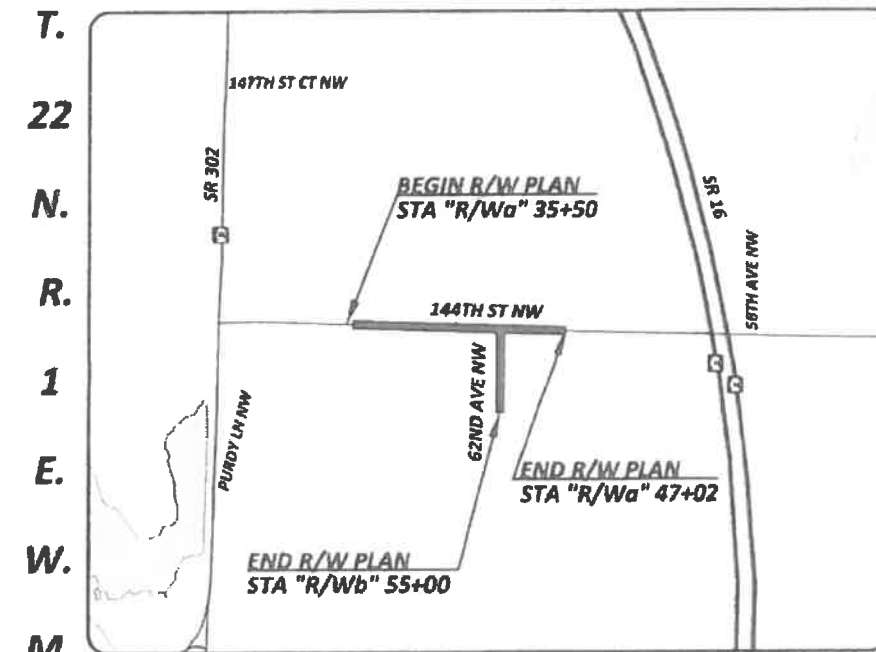 T.
22
N.
R.
1
E.
W.
M.
147TH ST CT NW
SR 302
BEGIN R/W PLAN
STA "R/Wa" 35+50
SR 16
58TH AVE NW
144TH ST NW
62ND AVE NW
PURDY LN NW
END R/W PLAN
STA "R/Wa" 47+02
END R/W PLAN
STA "R/Wb" 55+00